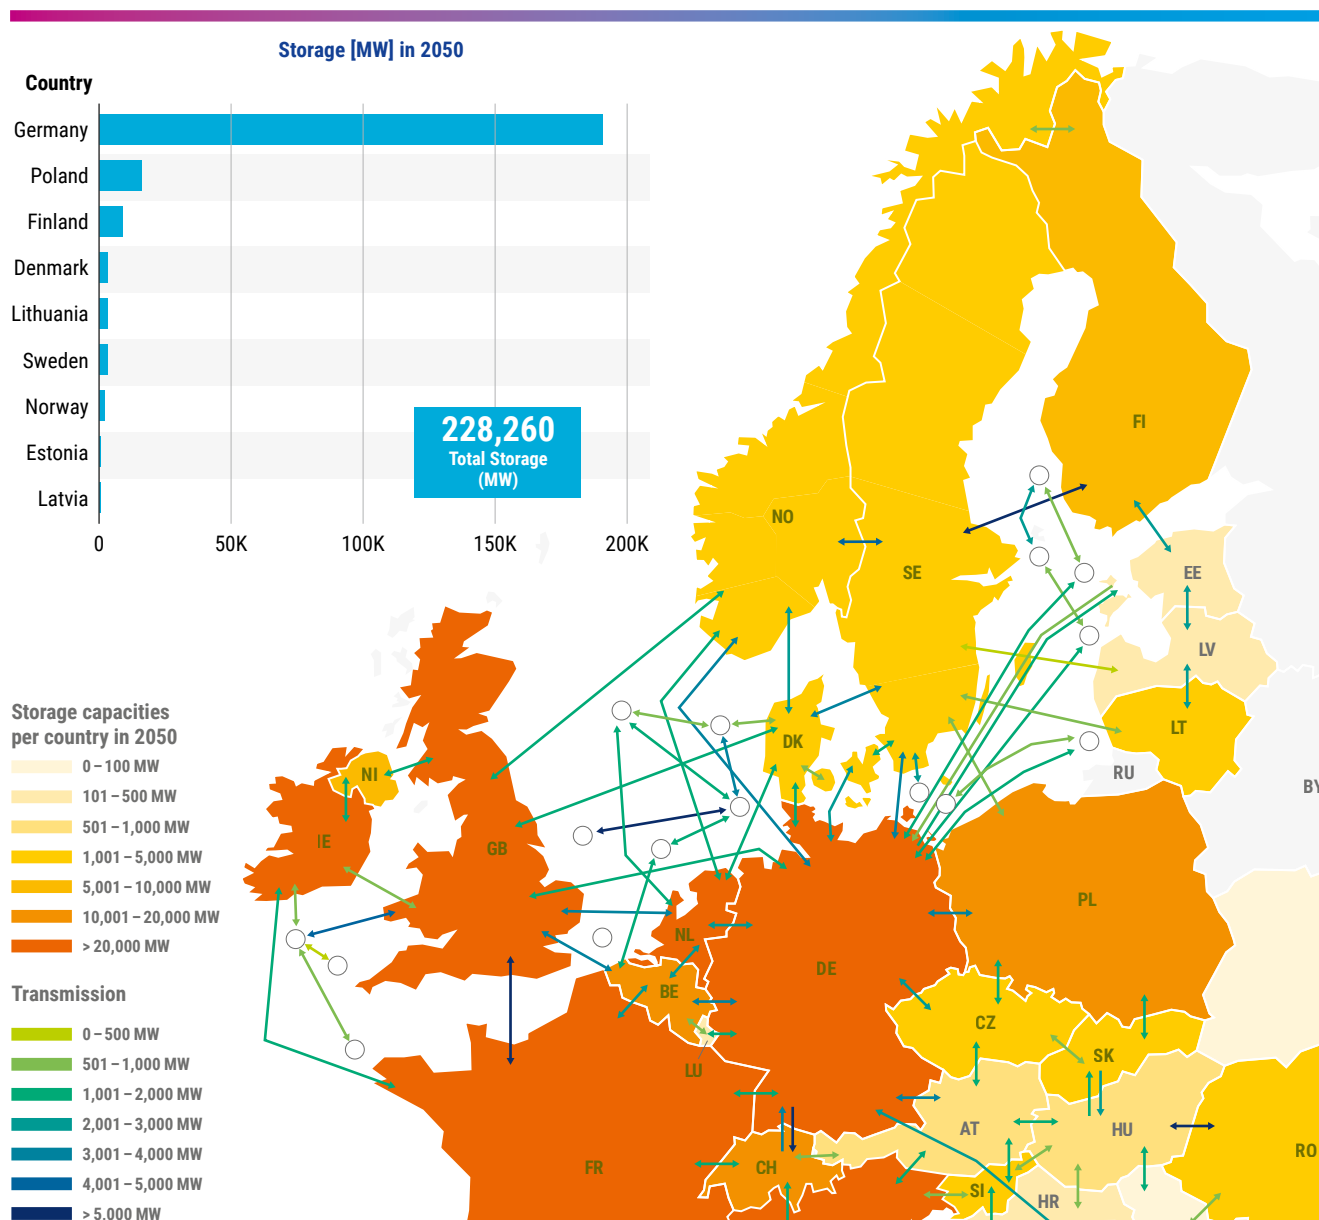 Storage [MW] in 2050
Country
Germany
Poland
Finland
Denmark
Lithuania
Sweden
Norway
Estonia
Latvia
228,260
Total Storage
(MW)
0 50K 100K 150K 200K
FI
NO
SE
EE
LV
LT
DK
RU
BY
NI
IE
GB
PL
NL
DE
BE
CZ
SK
LU
AT
HU
RO
FR
CH
SI
HR
Storage capacities
per country in 2050
0 – 100 MW
101 – 500 MW
501 – 1,000 MW
1,001 – 5,000 MW
5,001 – 10,000 MW
10,001 – 20,000 MW
> 20,000 MW
Transmission
0 – 500 MW
501 – 1,000 MW
1,001 – 2,000 MW
2,001 – 3,000 MW
3,001 – 4,000 MW
4,001 – 5,000 MW
> 5.000 MW